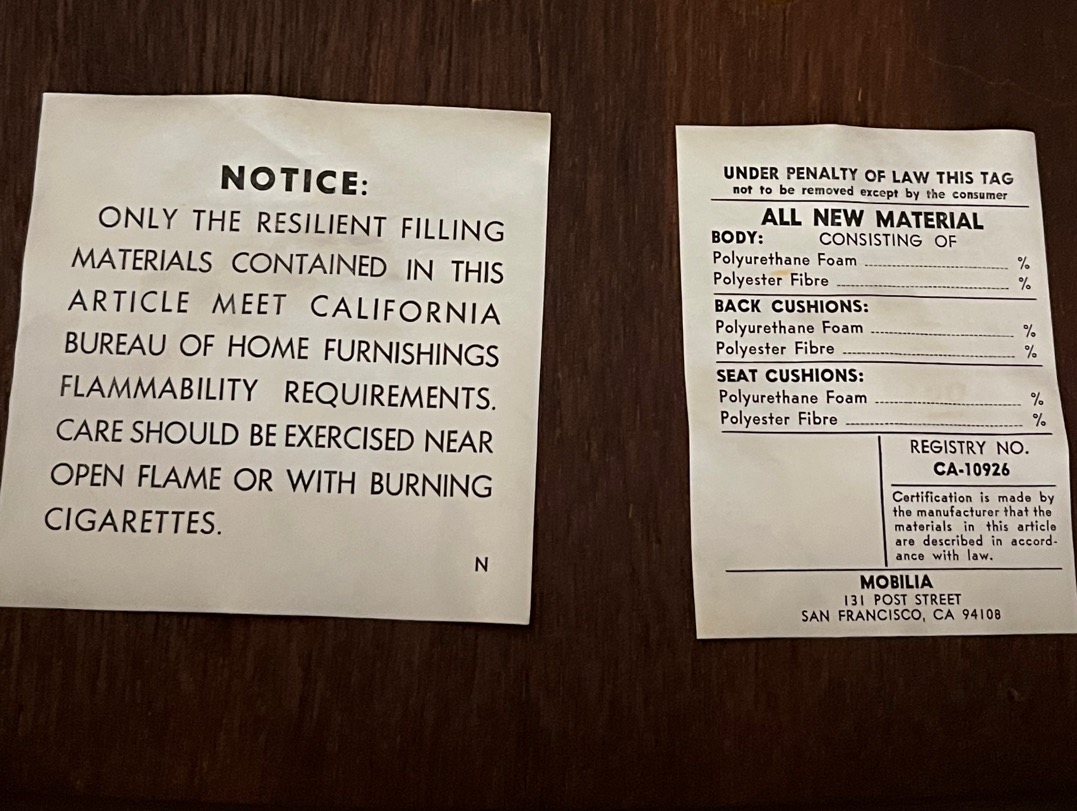 NOTICE:
ONLY THE RESILIENT FILLING
MATERIALS CONTAINED IN THIS
ARTICLE MEET CALIFORNIA
BUREAU OF HOME FURNISHINGS
FLAMMABILITY REQUIREMENTS.
CARE SHOULD BE EXERCISED NEAR
OPEN FLAME OR WITH BURNING
CIGARETTES.
N
UNDER PENALTY OF LAW THIS TAG
not to be removed except by the consumer
ALL NEW MATERIAL
BODY: CONSISTING OF
Polyurethane Foam %
Polyester Fibre %
BACK CUSHIONS:
Polyurethane Foam %
Polyester Fibre %
SEAT CUSHIONS:
Polyurethane Foam %
Polyester Fibre %
REGISTRY NO.
CA-10926
Certification is made by
the manufacturer that the
materials in this article
are described in accord-
ance with law.
MOBILIA
131 POST STREET
SAN FRANCISCO, CA 94108